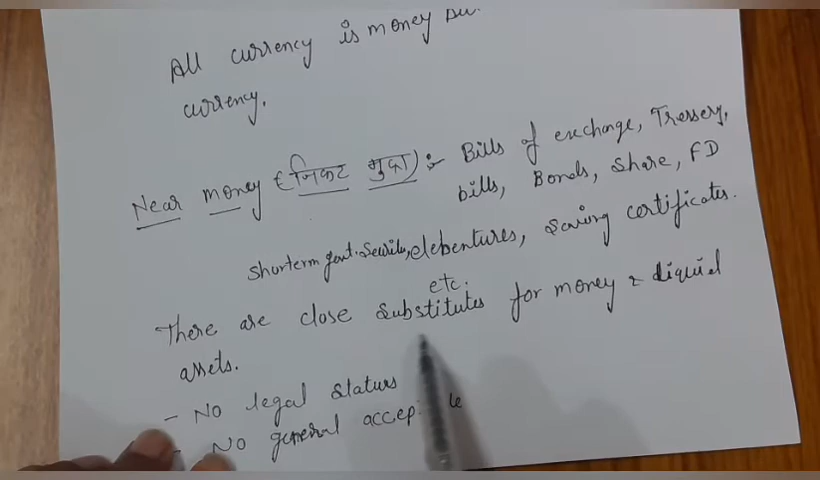 All currency is money
currency.
Near money (निकट मुद्रा) :- Bills of exchange, Tressery,
bills, Bonds, Share, FD
Shorterm govt. Security, debentures, Saving certificates.
etc.
There are close substitutes for money & liquid
assets.
- No legal status
- No general